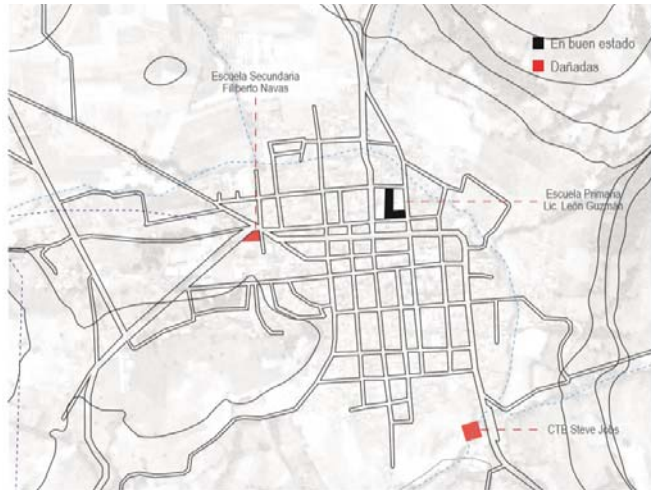 En buen estado
Dañadas
Escuela Secundaria
Filiberto Navas
Escuela Primaria
Lic. León Guzmán
CTE Steve Jobs